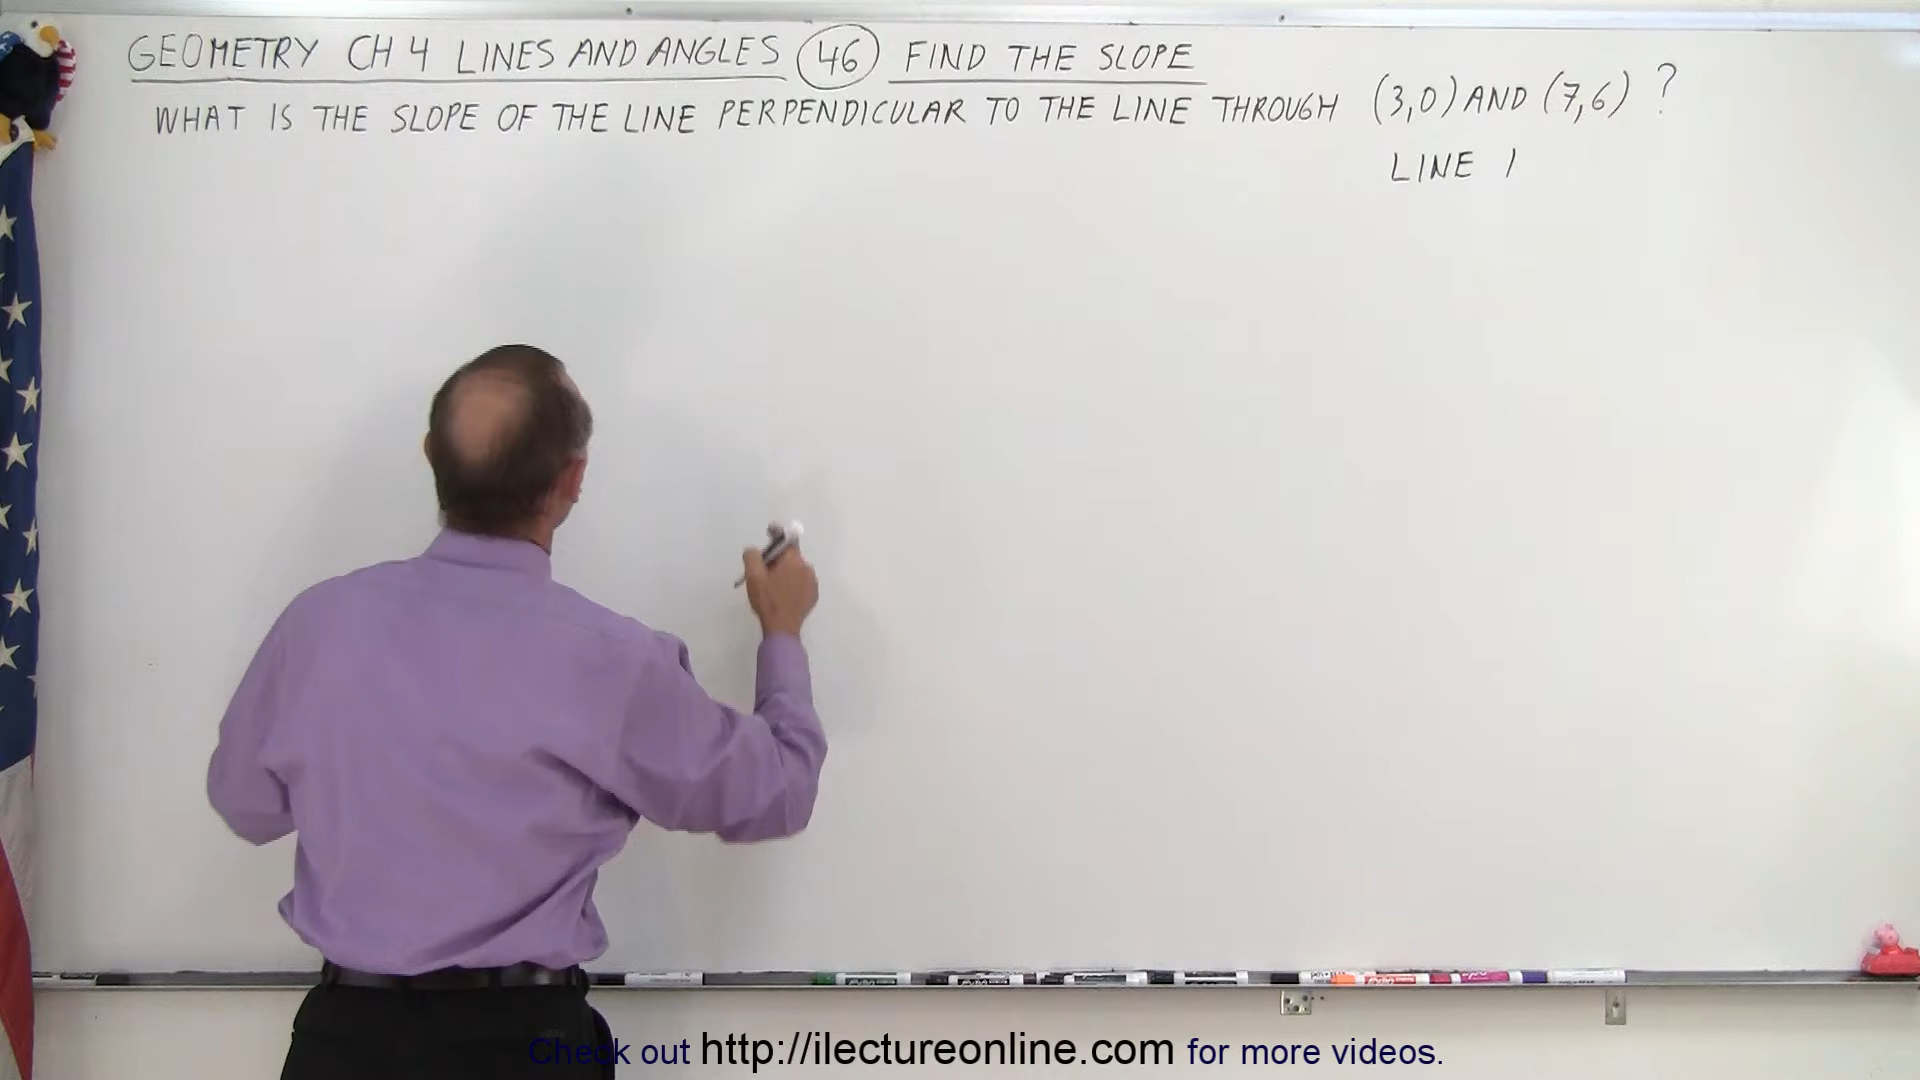 GEOMETRY CH 4 LINES AND ANGLES 46 FIND THE SLOPE
WHAT IS THE SLOPE OF THE LINE PERPENDICULAR TO THE LINE THROUGH (3,0) AND (7,6) ?
LINE 1
Check out http://ilectureonline.com for more videos.